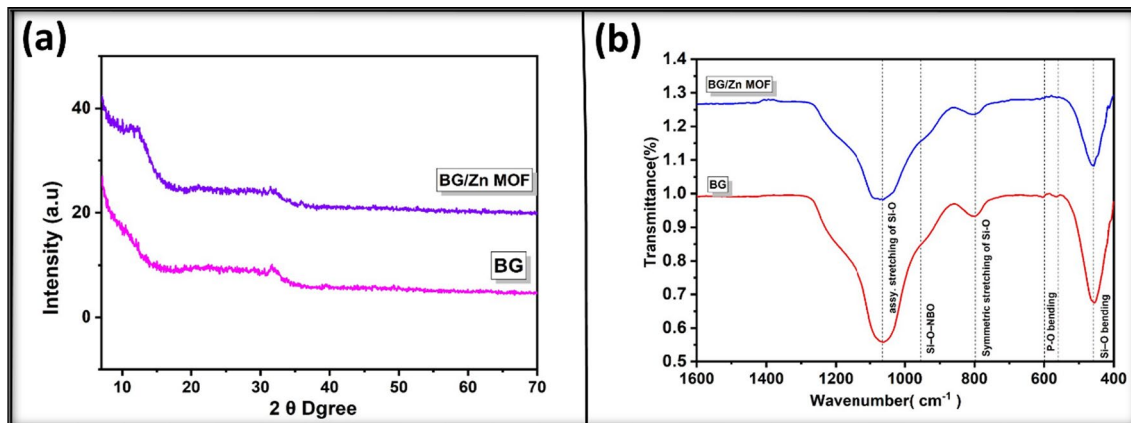 (a)
40
20
0
Intensity (a.u)
BG/Zn MOF
BG
10 20 30 40 50 60 70
2 θ Dgree
(b)
1.4
1.3
1.2
1.1
1.0
0.9
0.8
0.7
0.6
0.5
Transmittance(%)
BG/Zn MOF
BG
assy. stretching of Si-O
Si–O–NBO
Symmetric stretching of Si-O
P-O bending
Si–O bending
1600 1400 1200 1000 800 600 400
Wavenumber( cm⁻¹ )